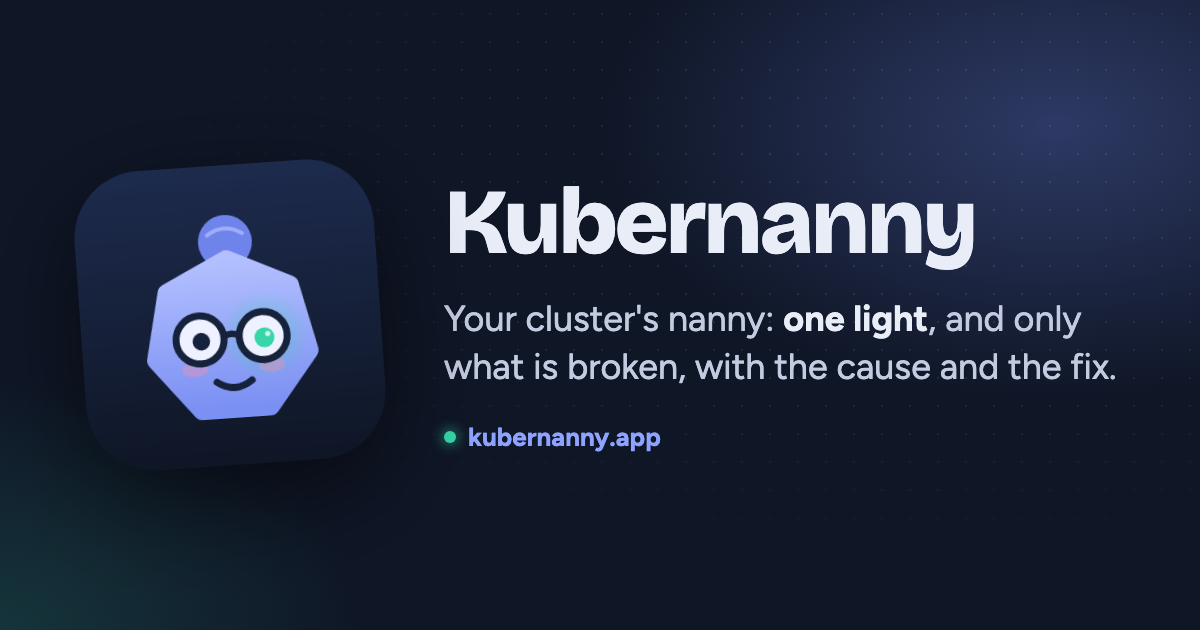 Kubernanny
Your cluster's nanny: one light, and only
what is broken, with the cause and the fix.
kubernanny.app